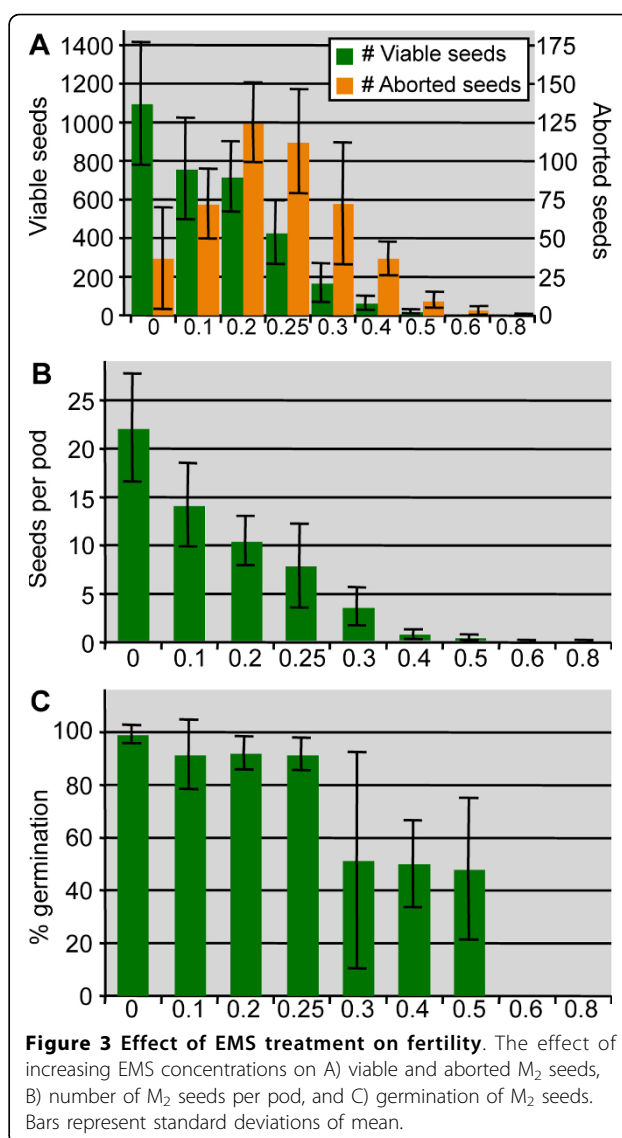 A
1400
1200
1000
800
600
400
200
0
Viable seeds
# Viable seeds
# Aborted seeds
175
150
125
100
75
50
25
0
Aborted seeds
0 0.1 0.2 0.25 0.3 0.4 0.5 0.6 0.8
B
25
20
15
10
5
0
Seeds per pod
0 0.1 0.2 0.25 0.3 0.4 0.5 0.6 0.8
C
100
80
60
40
20
0
% germination
0 0.1 0.2 0.25 0.3 0.4 0.5 0.6 0.8
Figure 3 Effect of EMS treatment on fertility. The effect of
increasing EMS concentrations on A) viable and aborted M₂ seeds,
B) number of M₂ seeds per pod, and C) germination of M₂ seeds.
Bars represent standard deviations of mean.